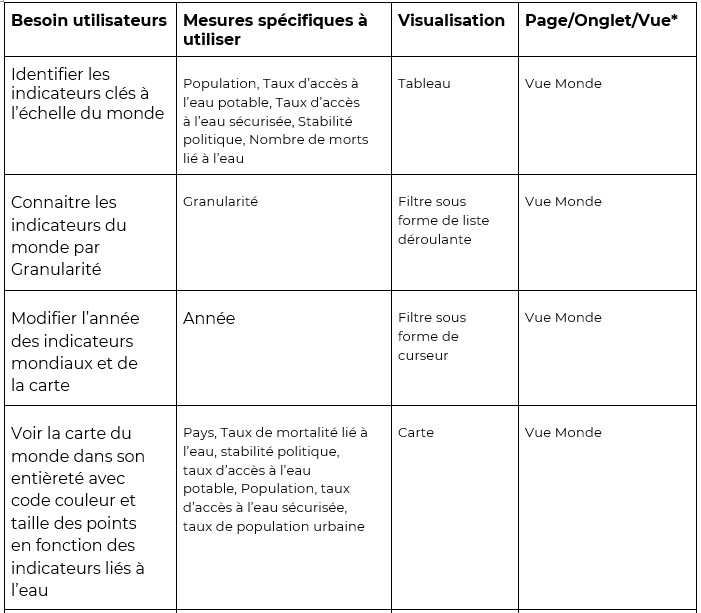 Besoin utilisateurs
Mesures spécifiques à
utiliser
Visualisation
Page/Onglet/Vue*
Identifier les
indicateurs clés à
l’échelle du monde
Population, Taux d’accès à
l’eau potable, Taux d’accès
à l’eau sécurisée, Stabilité
politique, Nombre de morts
lié à l’eau
Tableau
Vue Monde
Connaitre les
indicateurs du
monde par
Granularité
Granularité
Filtre sous
forme de liste
déroulante
Vue Monde
Modifier l’année
des indicateurs
mondiaux et de
la carte
Année
Filtre sous
forme de
curseur
Vue Monde
Voir la carte du
monde dans son
entièreté avec
code couleur et
taille des points
en fonction des
indicateurs liés à
l’eau
Pays, Taux de mortalité lié à
l’eau, stabilité politique,
taux d’accès à l’eau
potable, Population, taux
d’accès à l’eau sécurisée,
taux de population urbaine
Carte
Vue Monde